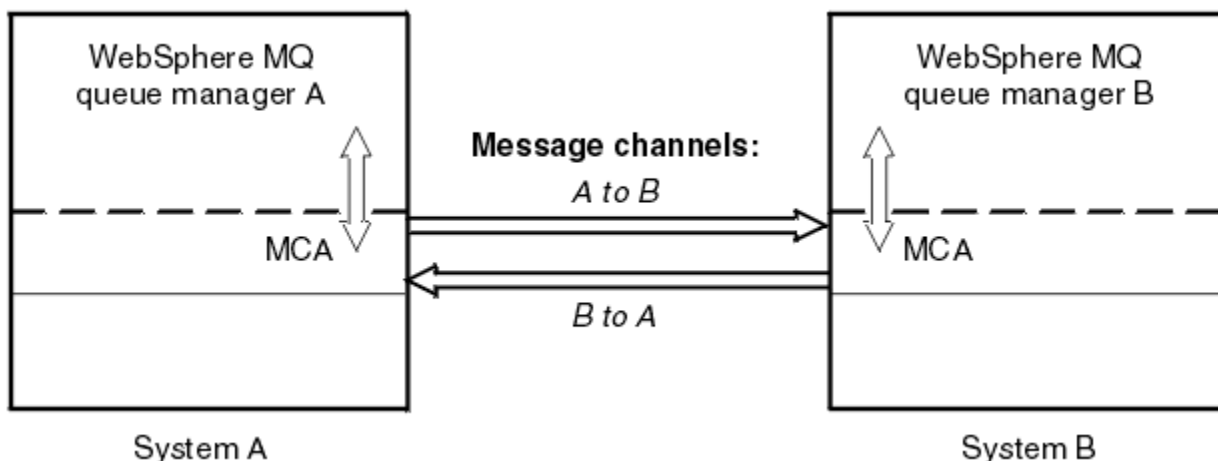 WebSphere MQ
queue manager A
WebSphere MQ
queue manager B
Message channels:
A to B
MCA
MCA
B to A
System A
System B